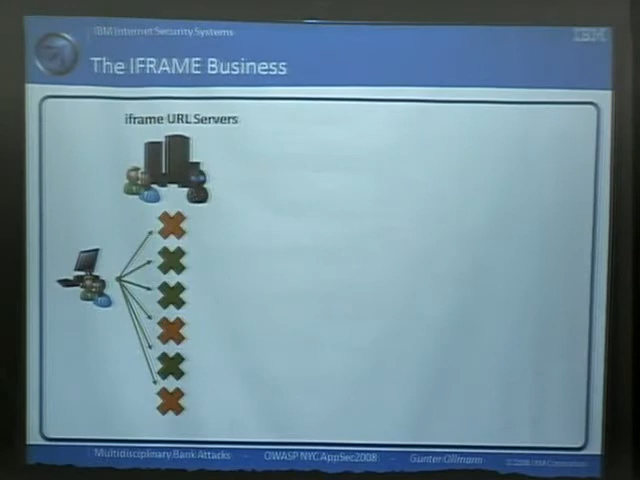 IBM Internet Security Systems
IBM
The IFRAME Business
iframe URL Servers
Multidisciplinary Bank Attacks - OWASP NYC AppSec2008 - Gunter Ollmann ©2008 IBM Corporation